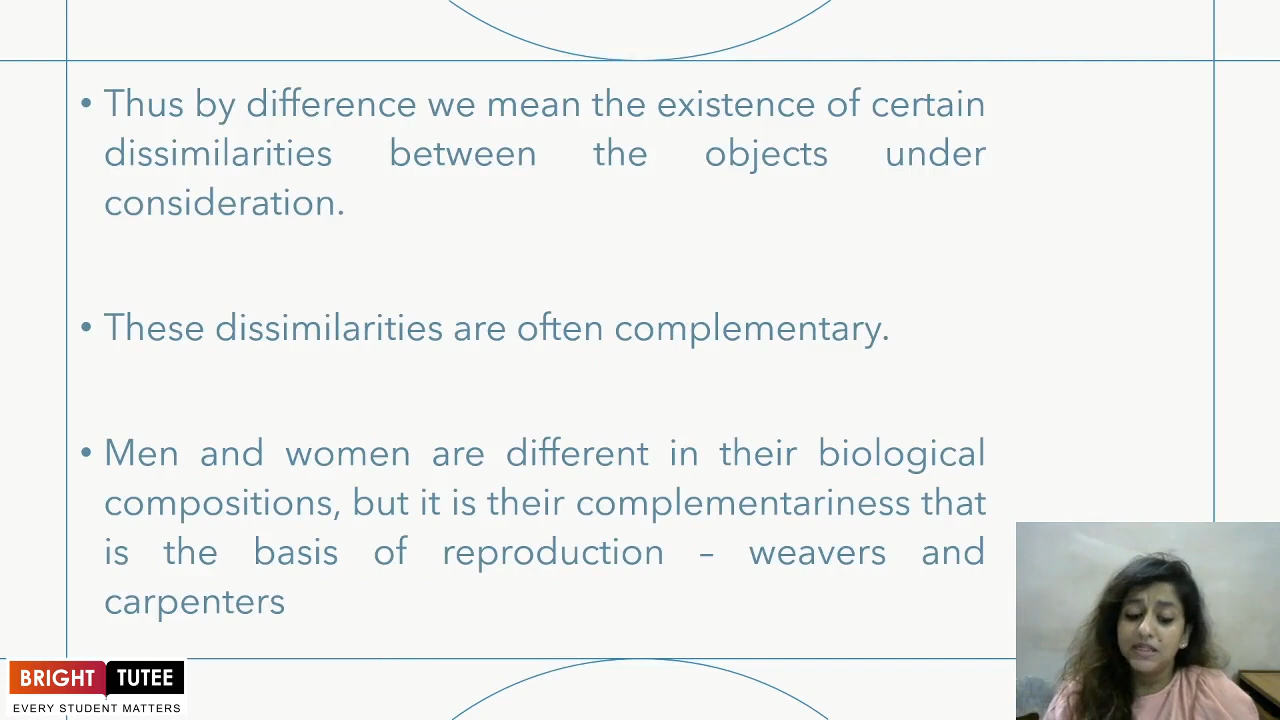 • Thus by difference we mean the existence of certain
dissimilarities between the objects under
consideration.
• These dissimilarities are often complementary.
• Men and women are different in their biological
compositions, but it is their complementariness that
is the basis of reproduction – weavers and
carpenters
BRIGHT TUTEE
EVERY STUDENT MATTERS